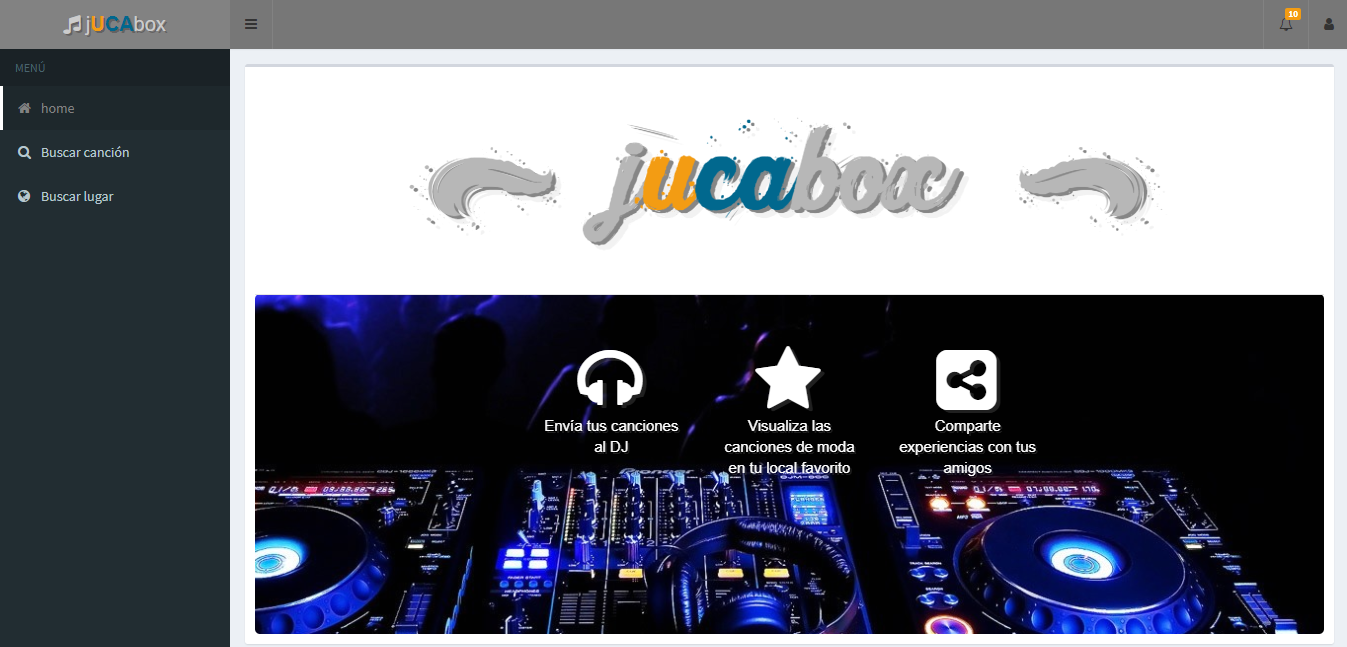 jUCAbox
10
MENÚ
home
Buscar canción
Buscar lugar
jucabox
Envía tus canciones
al DJ
Visualiza las
canciones de moda
en tu local favorito
Comparte
experiencias con tus
amigos
Pioneer